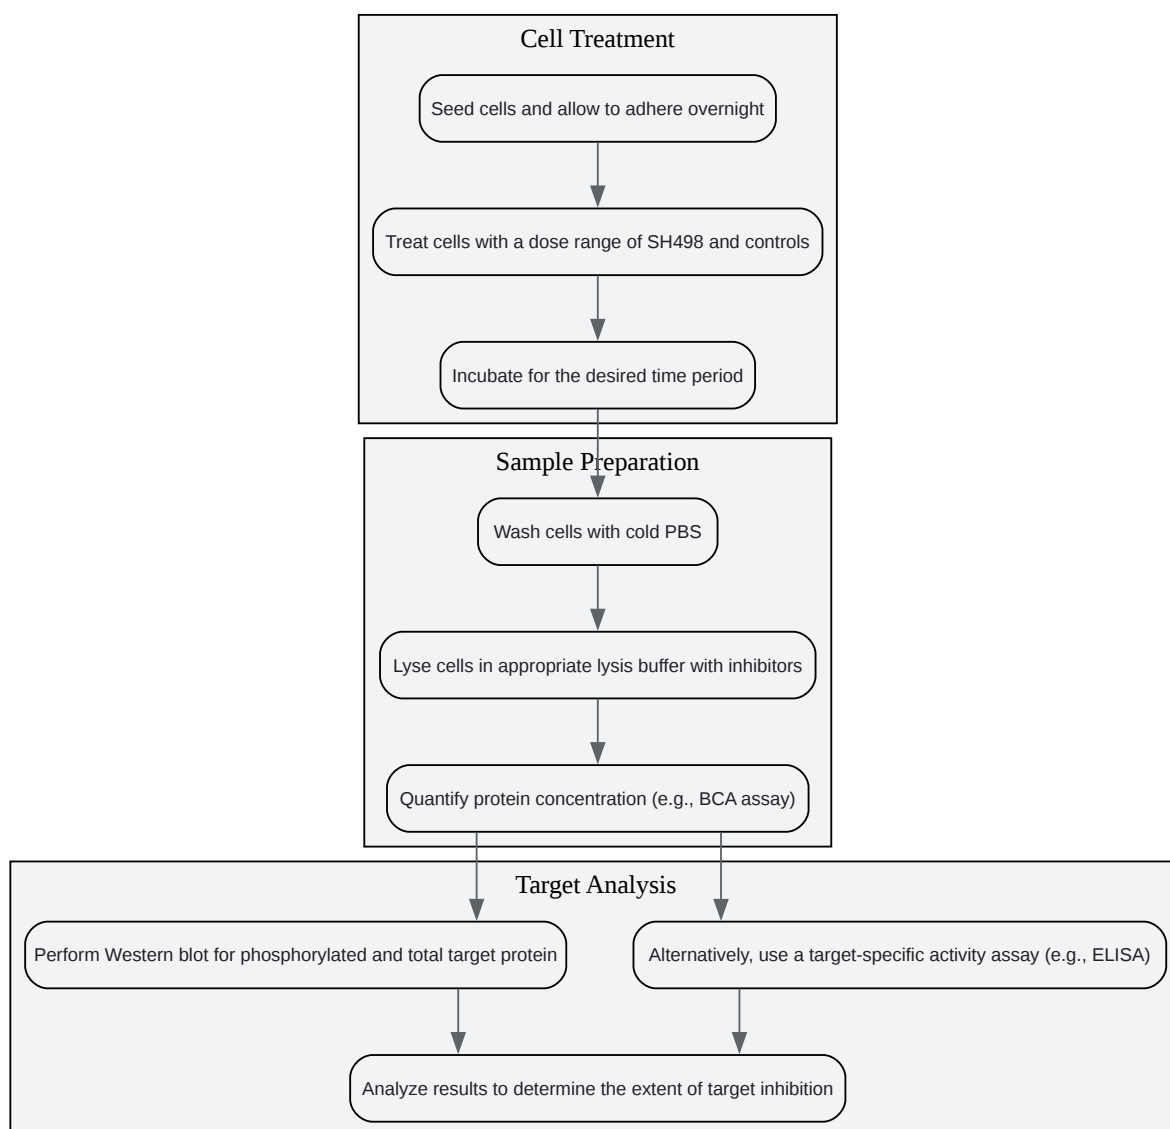 Cell Treatment
Seed cells and allow to adhere overnight
Treat cells with a dose range of SH498 and controls
Incubate for the desired time period
Sample Preparation
Wash cells with cold PBS
Lyse cells in appropriate lysis buffer with inhibitors
Quantify protein concentration (e.g., BCA assay)
Target Analysis
Perform Western blot for phosphorylated and total target protein
Alternatively, use a target-specific activity assay (e.g., ELISA)
Analyze results to determine the extent of target inhibition